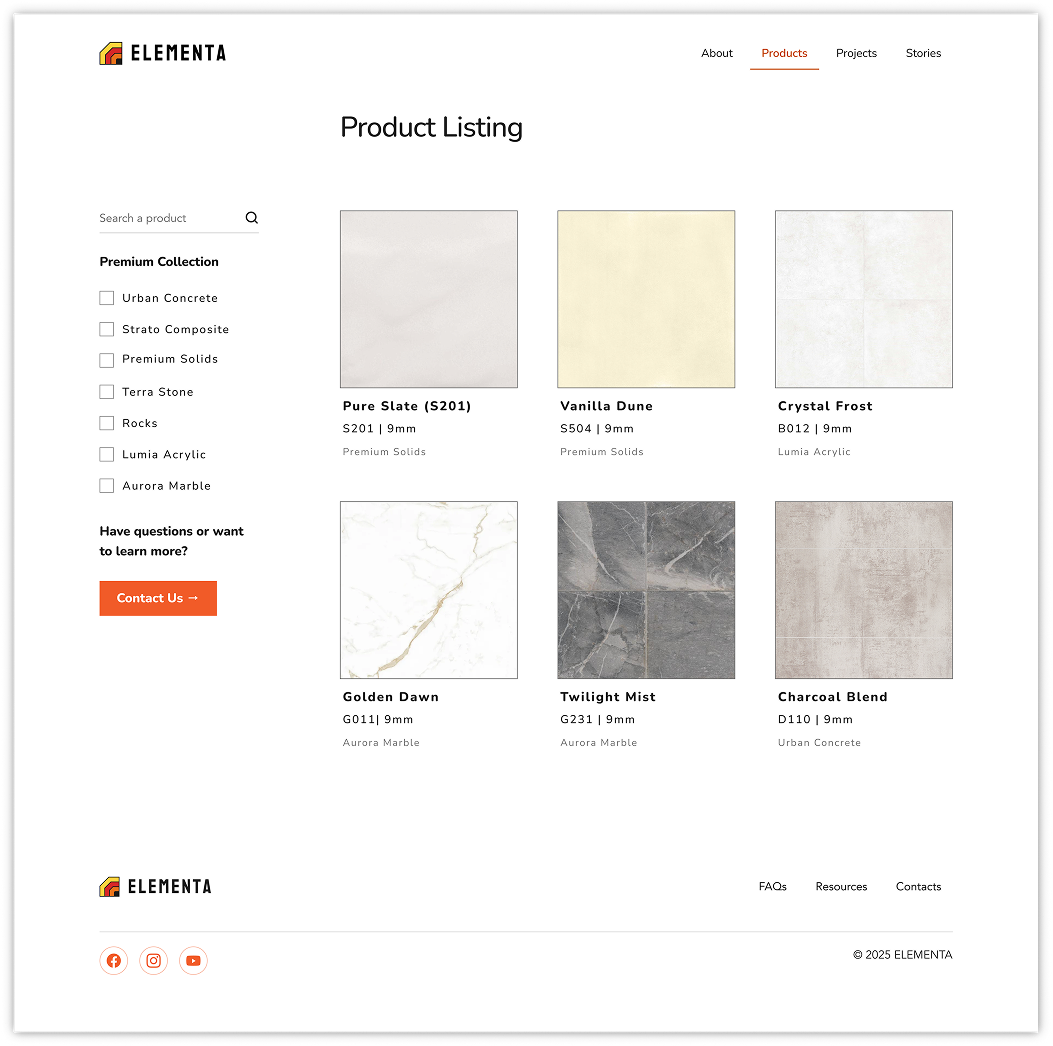 ELEMENTA
About
Products
Projects
Stories
Product Listing
Search a product
Premium Collection
Urban Concrete
Strato Composite
Premium Solids
Terra Stone
Rocks
Lumia Acrylic
Aurora Marble
Have questions or want
to learn more?
Contact Us →
Pure Slate (S201)
S201 | 9mm
Premium Solids
Vanilla Dune
S504 | 9mm
Premium Solids
Crystal Frost
B012 | 9mm
Lumia Acrylic
Golden Dawn
G011| 9mm
Aurora Marble
Twilight Mist
G231 | 9mm
Aurora Marble
Charcoal Blend
D110 | 9mm
Urban Concrete
ELEMENTA
FAQs
Resources
Contacts
© 2025 ELEMENTA